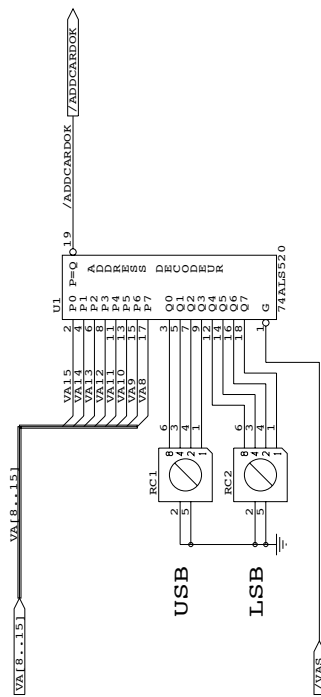 /ADDCARDOK
/ADDCARDOK
19
U1
P=Q
ADDRESS DECODEUR
P0
P1
P2
P3
P4
P5
P6
P7
Q0
Q1
Q2
Q3
Q4
Q5
Q6
Q7
G
74ALS520
2
4
6
8
11
13
15
17
3
5
7
9
12
14
16
18
1
VA15
VA14
VA13
VA12
VA11
VA10
VA9
VA8
VA[8..15]
VA[8..15]
RC1
8
4
2
1
6
3
4
1
2
5
RC2
8
4
2
1
6
3
4
1
2
5
USB
LSB
/VAS